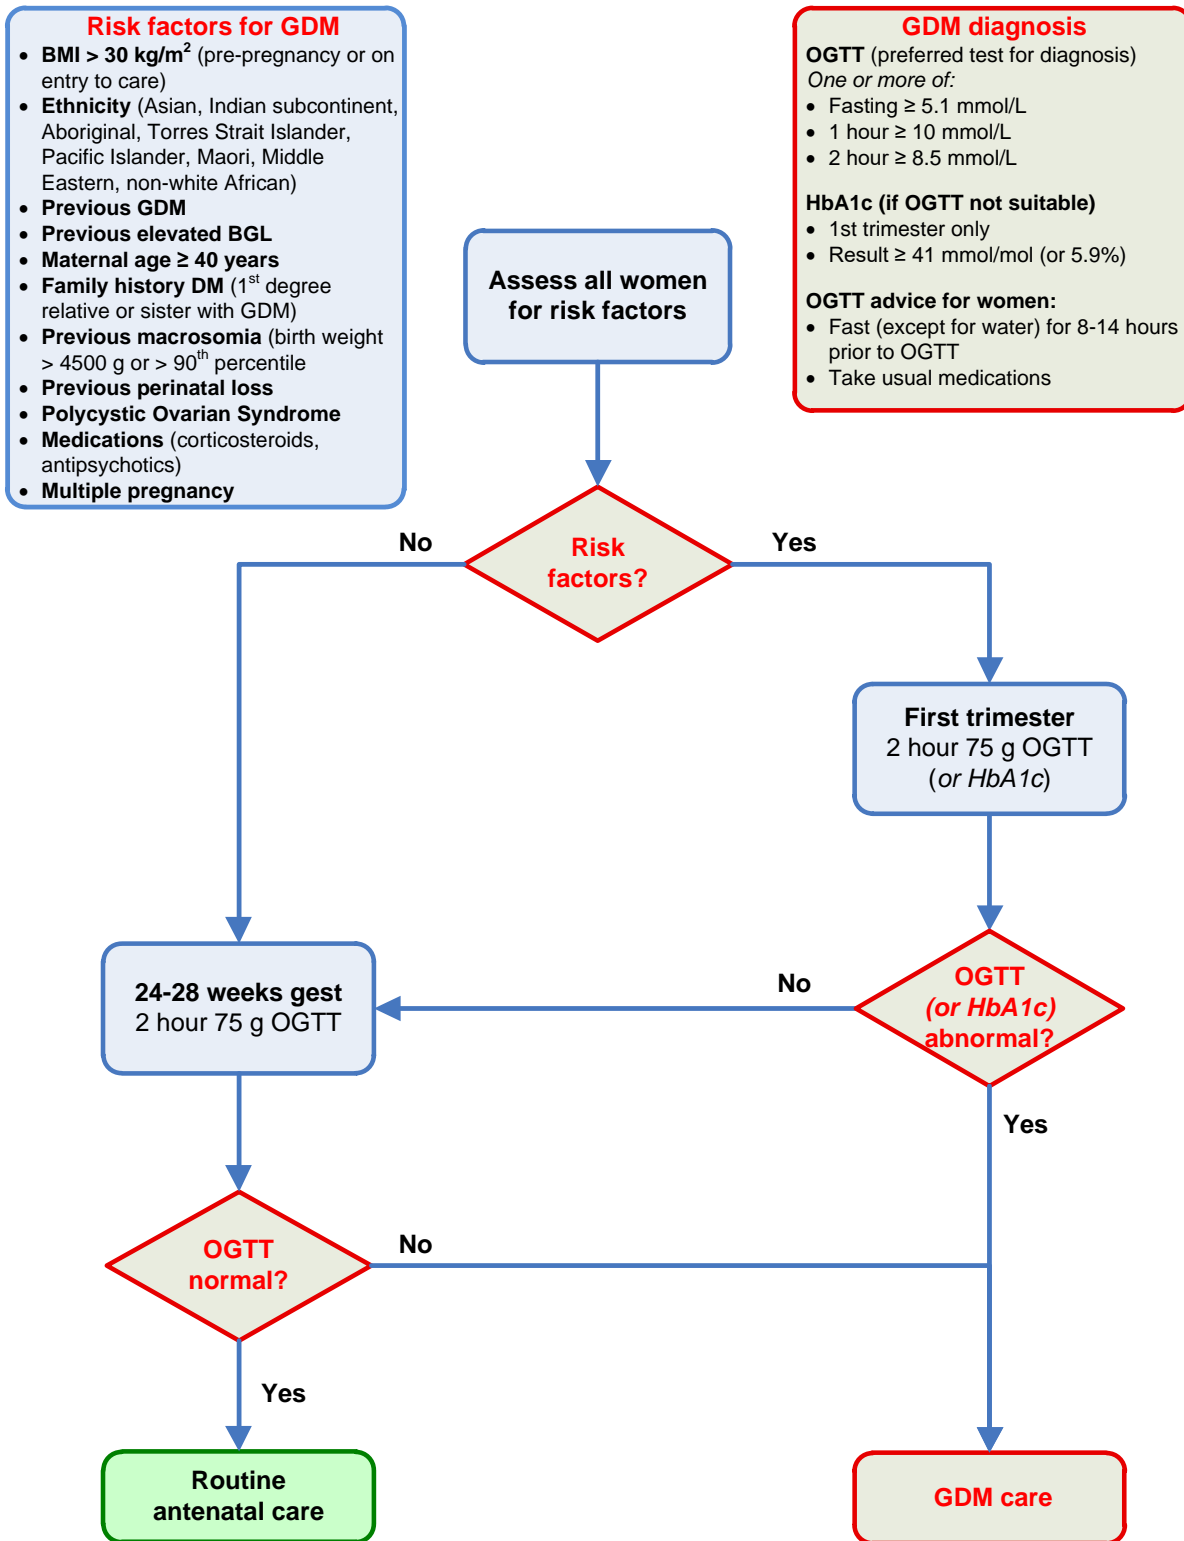 Risk factors for GDM
• BMI > 30 kg/m² (pre-pregnancy or on
entry to care)
• Ethnicity (Asian, Indian subcontinent,
Aboriginal, Torres Strait Islander,
Pacific Islander, Maori, Middle
Eastern, non-white African)
• Previous GDM
• Previous elevated BGL
• Maternal age ≥ 40 years
• Family history DM (1st degree
relative or sister with GDM)
• Previous macrosomia (birth weight
> 4500 g or > 90th percentile
• Previous perinatal loss
• Polycystic Ovarian Syndrome
• Medications (corticosteroids,
antipsychotics)
• Multiple pregnancy
GDM diagnosis
OGTT (preferred test for diagnosis)
One or more of:
• Fasting ≥ 5.1 mmol/L
• 1 hour ≥ 10 mmol/L
• 2 hour ≥ 8.5 mmol/L
HbA1c (if OGTT not suitable)
• 1st trimester only
• Result ≥ 41 mmol/mol (or 5.9%)
OGTT advice for women:
• Fast (except for water) for 8-14 hours
prior to OGTT
• Take usual medications
Assess all women
for risk factors
Risk
factors?
No
Yes
First trimester
2 hour 75 g OGTT
(or HbA1c)
OGTT
(or HbA1c)
abnormal?
No
Yes
24-28 weeks gest
2 hour 75 g OGTT
OGTT
normal?
No
Yes
Routine
antenatal care
GDM care